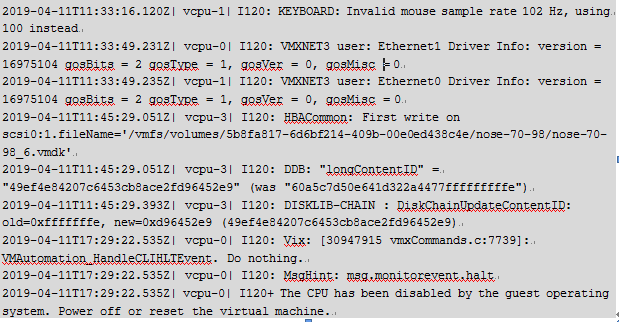 2019-04-11T11:33:16.120Z| vcpu-1| I120: KEYBOARD: Invalid mouse sample rate 102 Hz, using
100 instead.
2019-04-11T11:33:49.231Z| vcpu-0| I120: VMXNET3 user: Ethernet1 Driver Info: version =
16975104 gosBits = 2 gosType = 1, gosVer = 0, gosMisc = 0.
2019-04-11T11:33:49.235Z| vcpu-1| I120: VMXNET3 user: Ethernet0 Driver Info: version =
16975104 gosBits = 2 gosType = 1, gosVer = 0, gosMisc = 0
2019-04-11T11:45:29.051Z| vcpu-3| I120: HBACommon: First write on
scsi0:1.fileName='/vmfs/volumes/5b8fa817-6d6bf214-409b-00e0ed438c4e/nose-70-98/nose-70-
98_6.vmdk'
2019-04-11T11:45:29.051Z| vcpu-3| I120: DDB: "longContentID" =
"49ef4e84207c6453cb8ace2fd96452e9" (was "60a5c7d50e641d322a4477fffffffffe")
2019-04-11T11:45:29.393Z| vcpu-3| I120: DISKLIB-CHAIN : DiskChainUpdateContentID:
old=0xfffffffe, new=0xd96452e9 (49ef4e84207c6453cb8ace2fd96452e9)
2019-04-11T17:29:22.535Z| vcpu-0| I120: Vix: [30947915 vmxCommands.c:7739]:
VMAutomation_HandleCLIHLTEvent. Do nothing.
2019-04-11T17:29:22.535Z| vcpu-0| I120: MsgHint: msg.monitorevent.halt
2019-04-11T17:29:22.535Z| vcpu-0| I120+ The CPU has been disabled by the guest operating
system. Power off or reset the virtual machine.